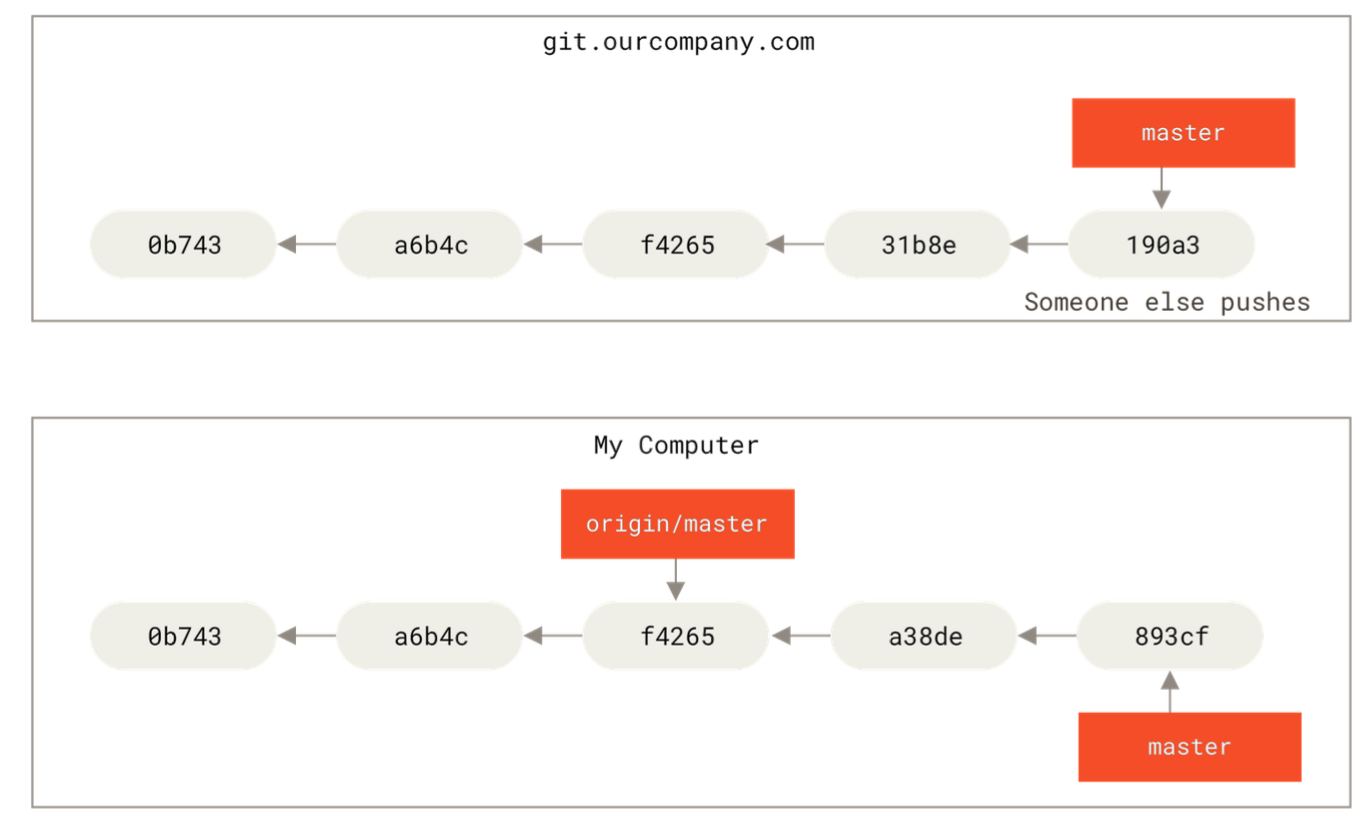 git.ourcompany.com
master
0b743
a6b4c
f4265
31b8e
190a3
Someone else pushes
My Computer
origin/master
0b743
a6b4c
f4265
a38de
893cf
master